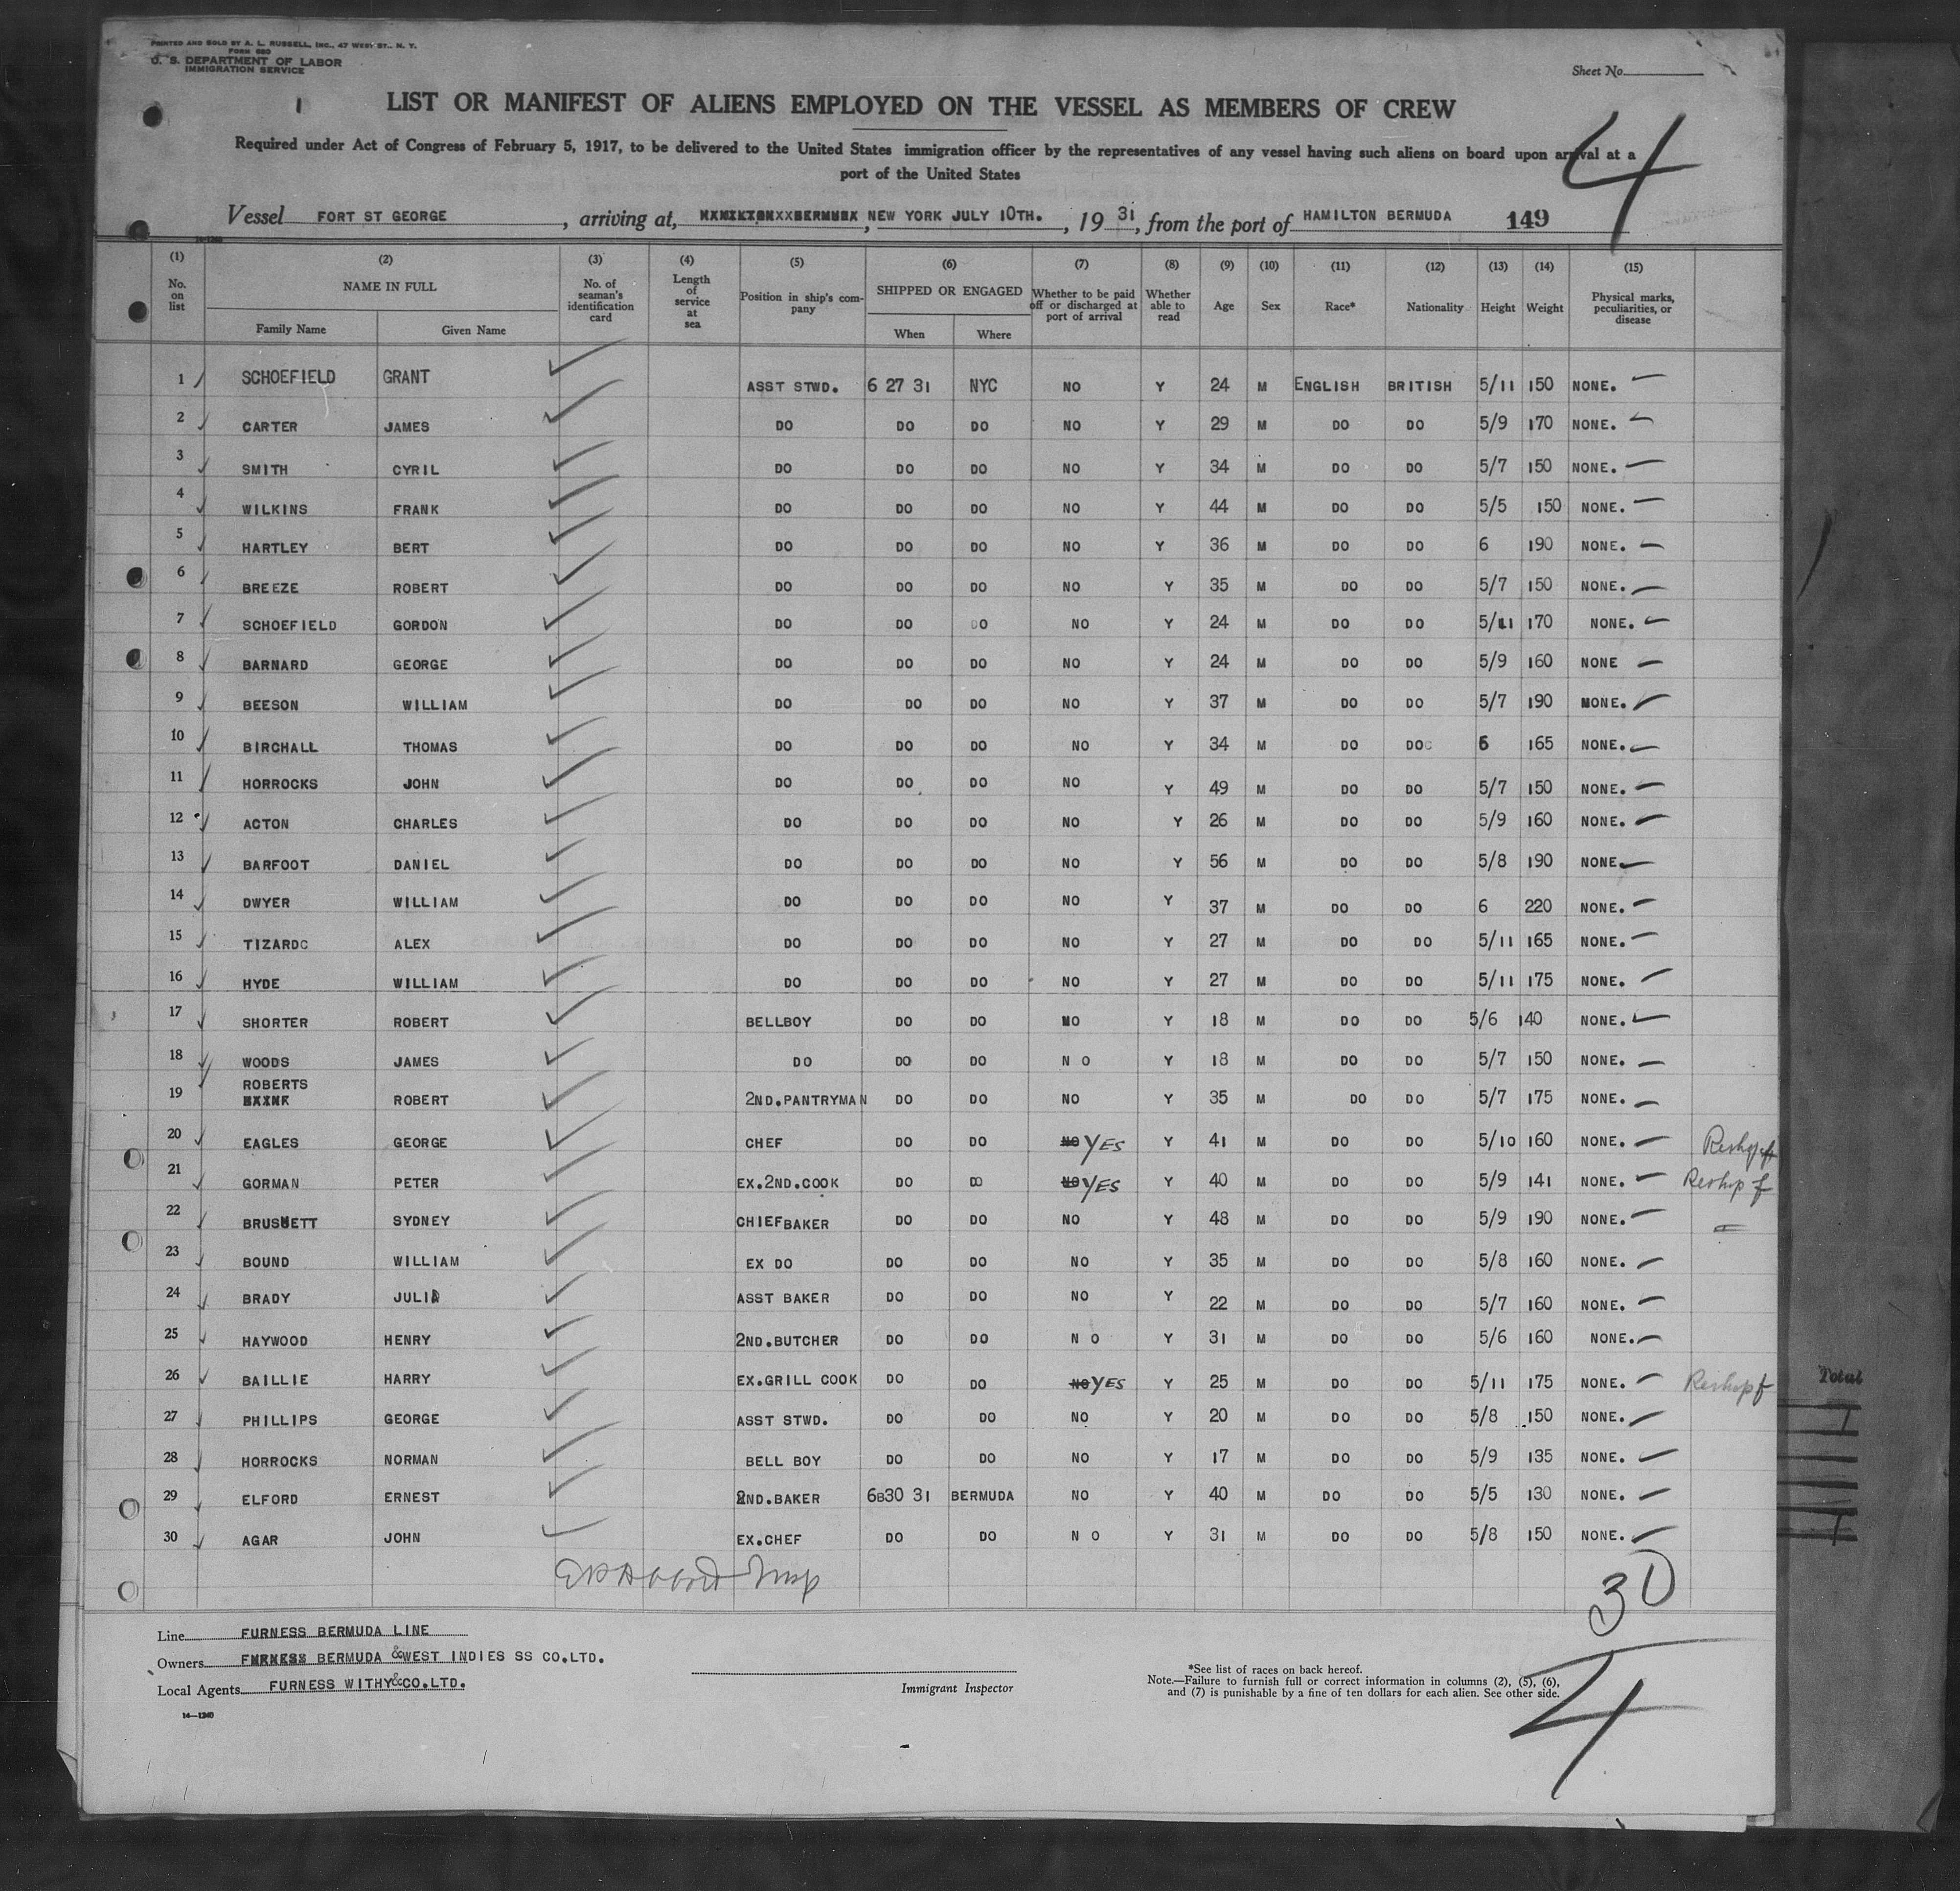 PRINTED AND SOLD BY A. L. RUSSELL, INC., 47 WEST ST., N. Y.
FORM 680
U. S. DEPARTMENT OF LABOR
IMMIGRATION SERVICE
Sheet No.
LIST OR MANIFEST OF ALIENS EMPLOYED ON THE VESSEL AS MEMBERS OF CREW
4
Required under Act of Congress of February 5, 1917, to be delivered to the United States immigration officer by the representatives of any vessel having such aliens on board upon arrival at a
port of the United States
Vessel FORT ST GEORGE, arriving at, NEW YORK JULY 10TH., 1931, from the port of HAMILTON BERMUDA 149
14-1240
(1) No. on list (2) NAME IN FULL Family Name Given Name (3) No. of seaman's identification card (4) Length of service at sea (5) Position in ship's company (6) SHIPPED OR ENGAGED When Where (7) Whether to be paid off or discharged at port of arrival (8) Whether able to read (9) Age (10) Sex (11) Race* (12) Nationality (13) Height (14) Weight (15) Physical marks, peculiarities, or disease
1 SCHOEFIELD GRANT ASST STWD. 6 27 31 NYC NO Y 24 M ENGLISH BRITISH 5/11 150 NONE.
2 CARTER JAMES DO DO DO NO Y 29 M DO DO 5/9 170 NONE.
3 SMITH CYRIL DO DO DO NO Y 34 M DO DO 5/7 150 NONE.
4 WILKINS FRANK DO DO DO NO Y 44 M DO DO 5/5 150 NONE.
5 HARTLEY BERT DO DO DO NO Y 36 M DO DO 6 190 NONE.
6 BREEZE ROBERT DO DO DO NO Y 35 M DO DO 5/7 150 NONE.
7 SCHOEFIELD GORDON DO DO DO NO Y 24 M DO DO 5/11 170 NONE.
8 BARNARD GEORGE DO DO DO NO Y 24 M DO DO 5/9 160 NONE
9 BEESON WILLIAM DO DO DO NO Y 37 M DO DO 5/7 190 NONE.
10 BIRCHALL THOMAS DO DO DO NO Y 34 M DO DO 6 165 NONE.
11 HORROCKS JOHN DO DO DO NO Y 49 M DO DO 5/7 150 NONE.
12 ACTON CHARLES DO DO DO NO Y 26 M DO DO 5/9 160 NONE.
13 BARFOOT DANIEL DO DO DO NO Y 56 M DO DO 5/8 190 NONE
14 DWYER WILLIAM DO DO DO NO Y 37 M DO DO 6 220 NONE.
15 TIZARDC ALEX DO DO DO NO Y 27 M DO DO 5/11 165 NONE.
16 HYDE WILLIAM DO DO DO NO Y 27 M DO DO 5/11 175 NONE.
17 SHORTER ROBERT BELLBOY DO DO NO Y 18 M DO DO 5/6 140 NONE.
18 WOODS JAMES DO DO DO N O Y 18 M DO DO 5/7 150 NONE.
19 ROBERTS ROBERT 2ND.PANTRYMAN DO DO NO Y 35 M DO DO 5/7 175 NONE.
20 EAGLES GEORGE CHEF DO DO NO YES Y 41 M DO DO 5/10 160 NONE.
21 GORMAN PETER EX.2ND.COOK DO DO NO YES Y 40 M DO DO 5/9 141 NONE.
22 BRUSUETT SYDNEY CHIEF BAKER DO DO NO Y 48 M DO DO 5/9 190 NONE.
23 BOUND WILLIAM EX DO DO DO NO Y 35 M DO DO 5/8 160 NONE.
24 BRADY ASST BAKER DO DO NO Y 22 M DO DO 5/7 160 NONE.
25 HAYWOOD HENRY 2ND.BUTCHER DO DO N O Y 31 M DO DO 5/6 160 NONE.
26 BAILLIE HARRY EX.GRILL COOK DO DO NO YES Y 25 M DO DO 5/11 175 NONE.
27 PHILLIPS GEORGE ASST STWD. DO DO NO Y 20 M DO DO 5/8 150 NONE.
28 HORROCKS NORMAN BELL BOY DO DO NO Y 17 M DO DO 5/9 135 NONE.
29 ELFORD ERNEST 2ND.BAKER 6B30 31 BERMUDA NO Y 40 M DO DO 5/5 130 NONE.
30 AGAR JOHN EX.CHEF DO DO N O Y 31 M DO DO 5/8 150 NONE.
Total
30
Line FURNESS BERMUDA LINE
Owners FURNESS BERMUDA &WEST INDIES SS CO.LTD.
Local Agents FURNESS WITHY&CO.LTD.
14—1240
Immigrant Inspector
*See list of races on back hereof.
Note.—Failure to furnish full or correct information in columns (2), (5), (6),
and (7) is punishable by a fine of ten dollars for each alien. See other side.
4